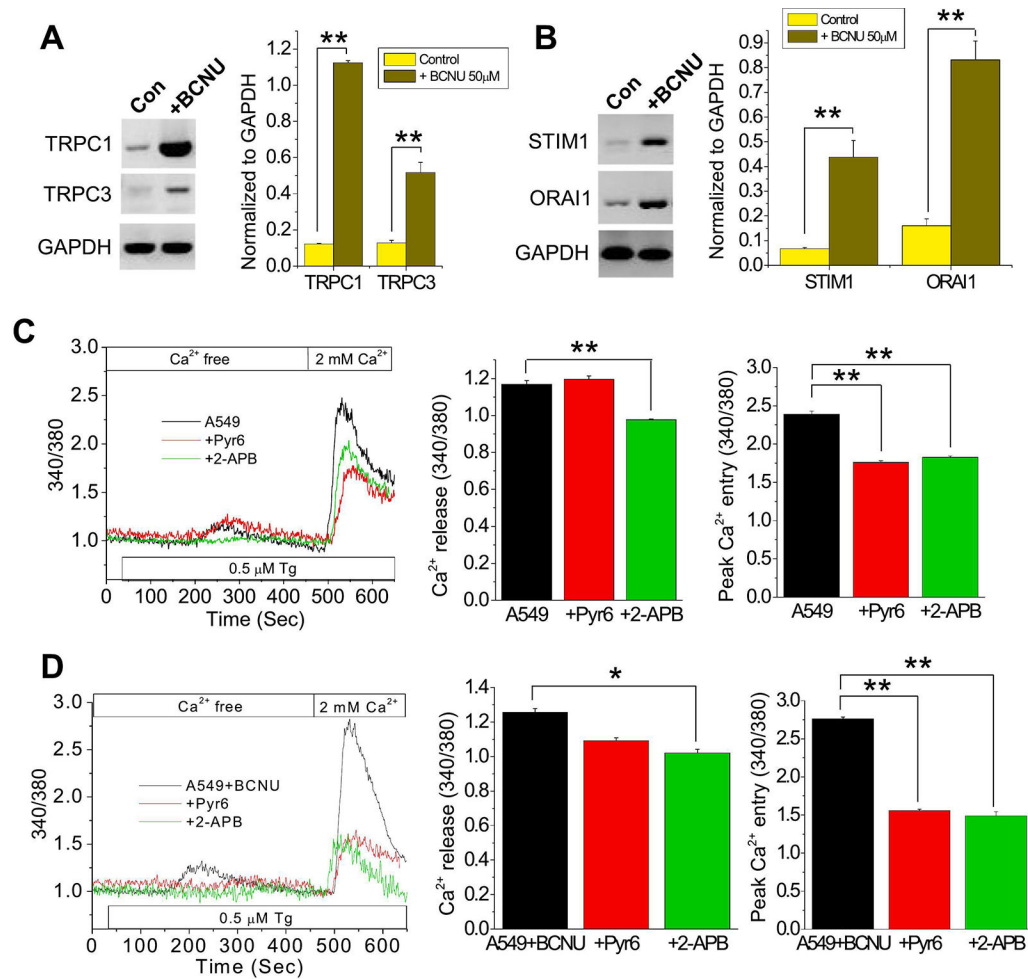 A
Con +BCNU
TRPC1
TRPC3
GAPDH
Normalized to GAPDH
1.2
1.0
0.8
0.6
0.4
0.2
0.0
**
**
Control
+ BCNU 50μM
TRPC1 TRPC3
B
Con +BCNU
STIM1
ORAI1
GAPDH
Normalized to GAPDH
0.8
0.7
0.6
0.5
0.4
0.3
0.2
0.1
0.0
Control
+ BCNU 50μM
**
**
STIM1 ORAI1
C
340/380
3.0
2.5
2.0
1.5
1.0
Ca²⁺ free 2 mM Ca²⁺
A549
+Pyr6
+2-APB
0.5 μM Tg
0 100 200 300 400 500 600
Time (Sec)
Ca²⁺ release (340/380)
1.2
1.0
0.8
0.6
0.4
0.2
0.0
**
A549 +Pyr6 +2-APB
Peak Ca²⁺ entry (340/380)
3.0
2.5
2.0
1.5
1.0
0.5
0.0
**
**
A549 +Pyr6 +2-APB
D
340/380
3.0
2.5
2.0
1.5
1.0
Ca²⁺ free 2 mM Ca²⁺
A549+BCNU
+Pyr6
+2-APB
0.5 μM Tg
0 200 400 600
Time (Sec)
Ca²⁺ release (340/380)
1.4
1.2
1.0
0.8
0.6
0.4
0.2
0.0
*
A549+BCNU +Pyr6 +2-APB
Peak Ca²⁺ entry (340/380)
3.0
2.5
2.0
1.5
1.0
0.5
0.0
**
**
A549+BCNU +Pyr6 +2-APB